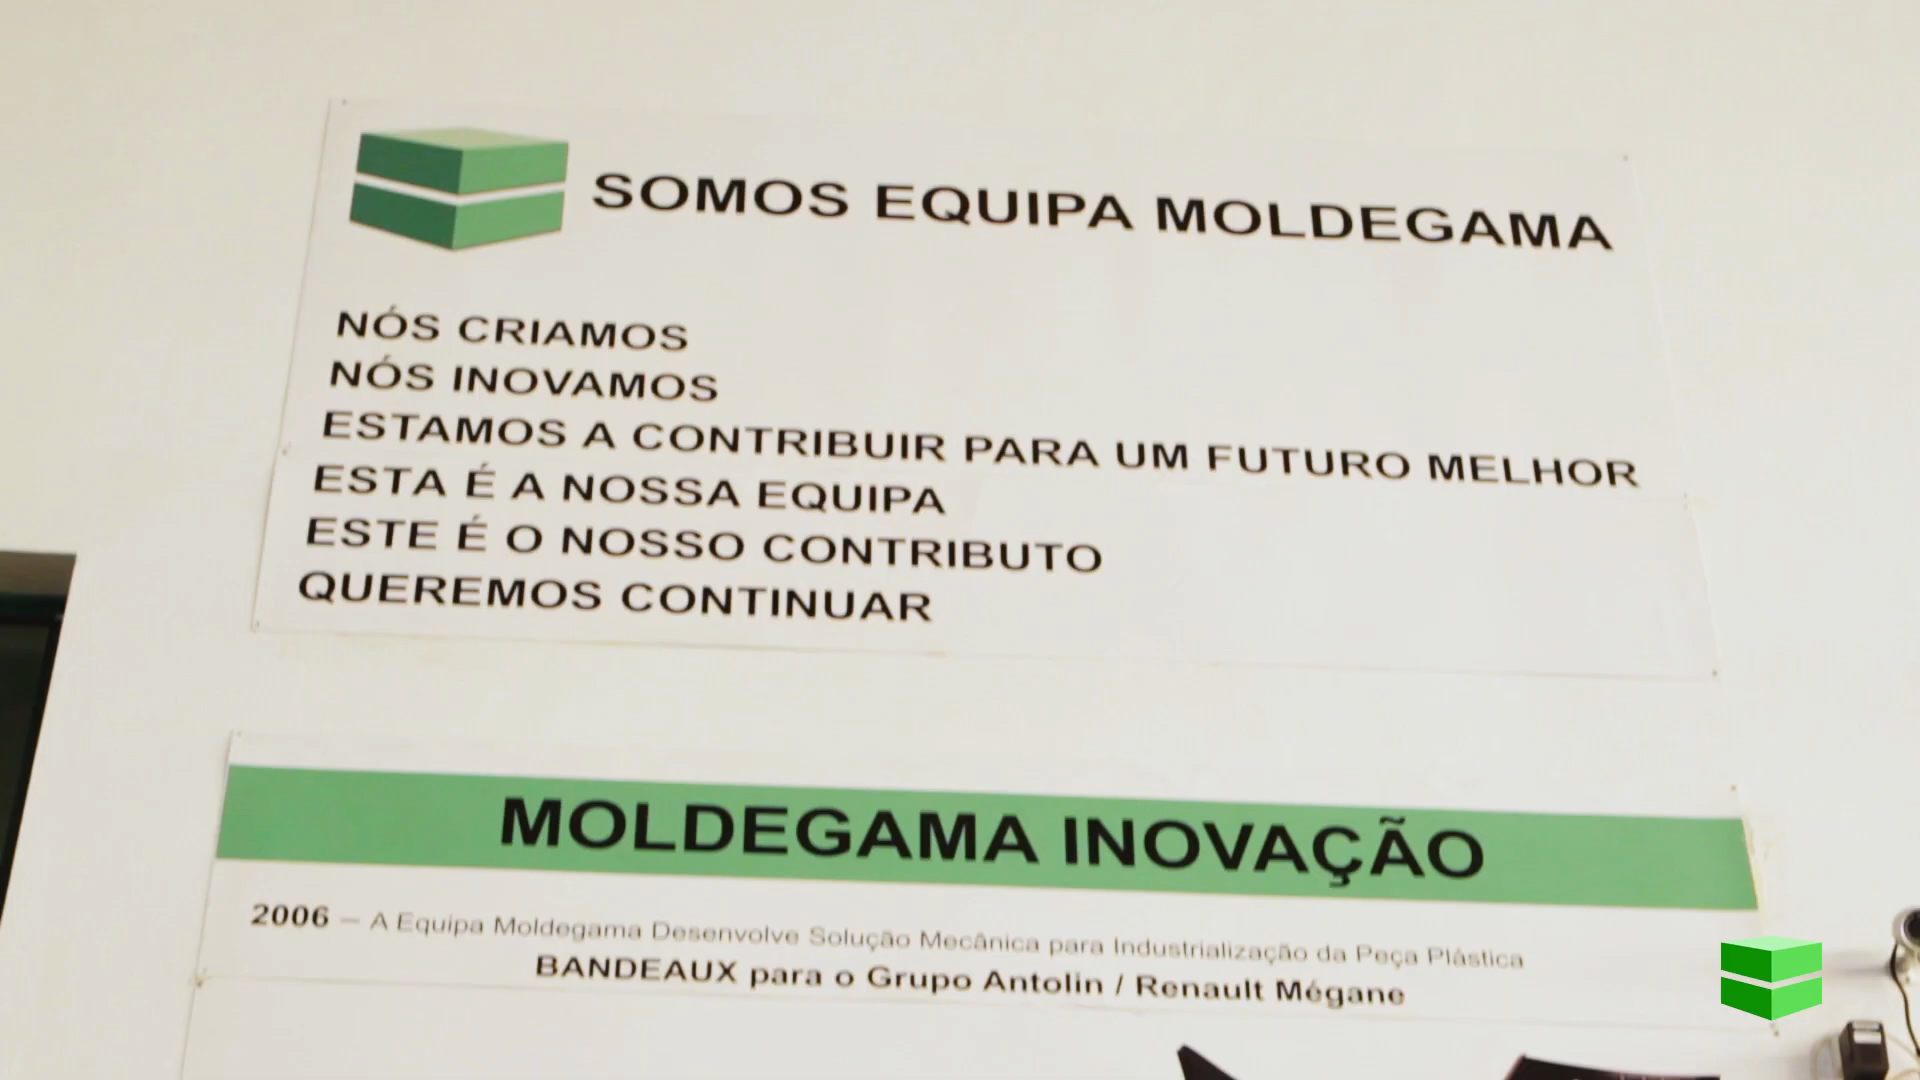 SOMOS EQUIPA MOLDEGAMA
NÓS CRIAMOS
NÓS INOVAMOS
ESTAMOS A CONTRIBUIR PARA UM FUTURO MELHOR
ESTA É A NOSSA EQUIPA
ESTE É O NOSSO CONTRIBUTO
QUEREMOS CONTINUAR
MOLDEGAMA INOVAÇÃO
2006 – A Equipa Moldegama Desenvolve Solução Mecânica para Industrialização da Peça Plástica
BANDEAUX para o Grupo Antolin / Renault Mégane